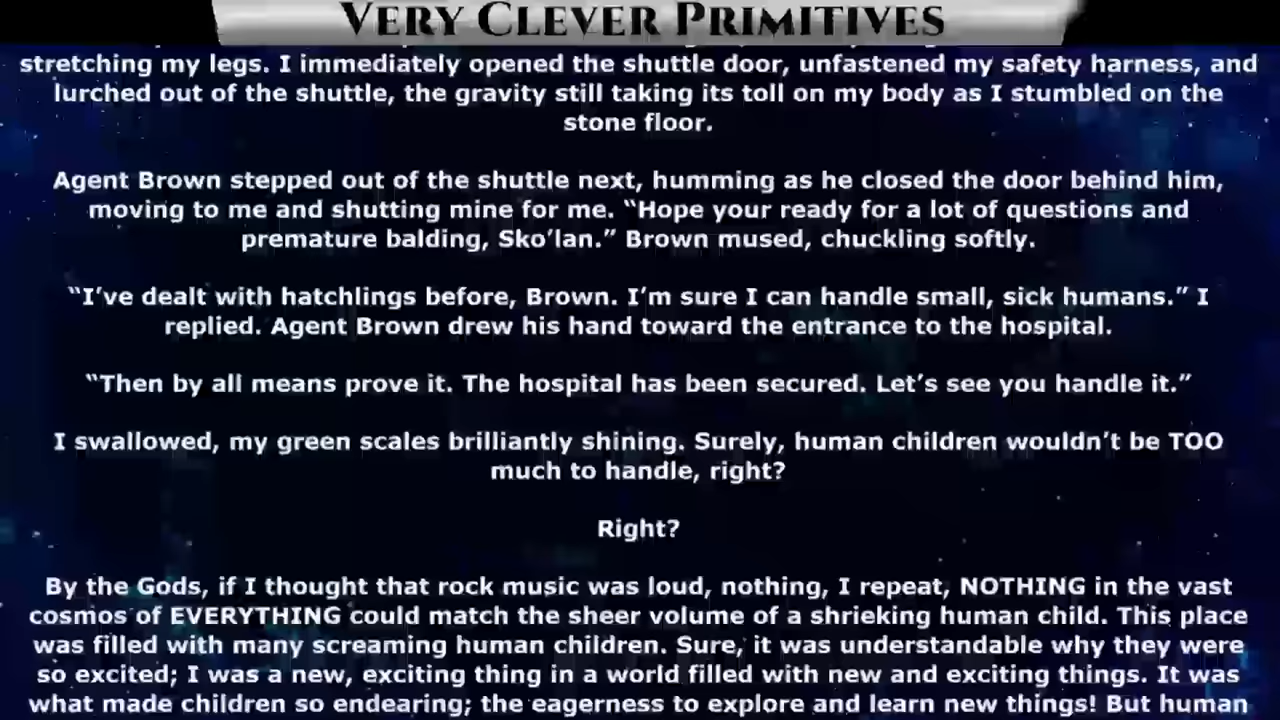 VERY CLEVER PRIMITIVES
stretching my legs. I immediately opened the shuttle door, unfastened my safety harness, and
lurched out of the shuttle, the gravity still taking its toll on my body as I stumbled on the
stone floor.
Agent Brown stepped out of the shuttle next, humming as he closed the door behind him,
moving to me and shutting mine for me. “Hope your ready for a lot of questions and
premature balding, Sko’lan.” Brown mused, chuckling softly.
“I’ve dealt with hatchlings before, Brown. I’m sure I can handle small, sick humans.” I
replied. Agent Brown drew his hand toward the entrance to the hospital.
“Then by all means prove it. The hospital has been secured. Let’s see you handle it.”
I swallowed, my green scales brilliantly shining. Surely, human children wouldn’t be TOO
much to handle, right?
Right?
By the Gods, if I thought that rock music was loud, nothing, I repeat, NOTHING in the vast
cosmos of EVERYTHING could match the sheer volume of a shrieking human child. This place
was filled with many screaming human children. Sure, it was understandable why they were
so excited; I was a new, exciting thing in a world filled with new and exciting things. It was
what made children so endearing; the eagerness to explore and learn new things! But human